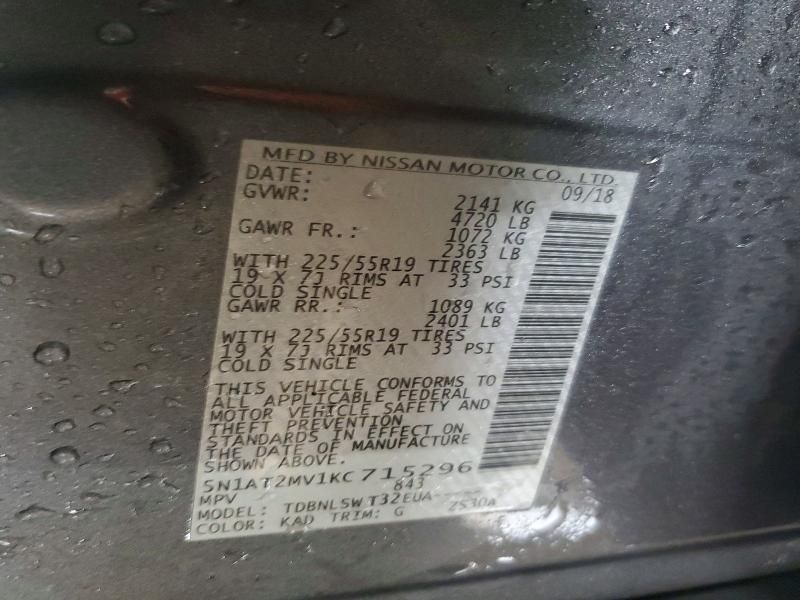 MFD BY NISSAN MOTOR CO., LTD.
DATE: 09/18
GVWR: 2141 KG
4720 LB
GAWR FR.: 1072 KG
2363 LB
WITH 225/55R19 TIRES
19 X 7J RIMS AT 33 PSI
COLD SINGLE
GAWR RR.: 1089 KG
2401 LB
WITH 225/55R19 TIRES
19 X 7J RIMS AT 33 PSI
COLD SINGLE
THIS VEHICLE CONFORMS TO
ALL APPLICABLE FEDERAL
MOTOR VEHICLE SAFETY AND
THEFT PREVENTION
STANDARDS IN EFFECT ON
THE DATE OF MANUFACTURE
SHOWN ABOVE.
5N1AT2MV1KC715296
MPV 843
MODEL: TDBNLSWT32EUA-----
COLOR: KAD TRIM: G 2S30A